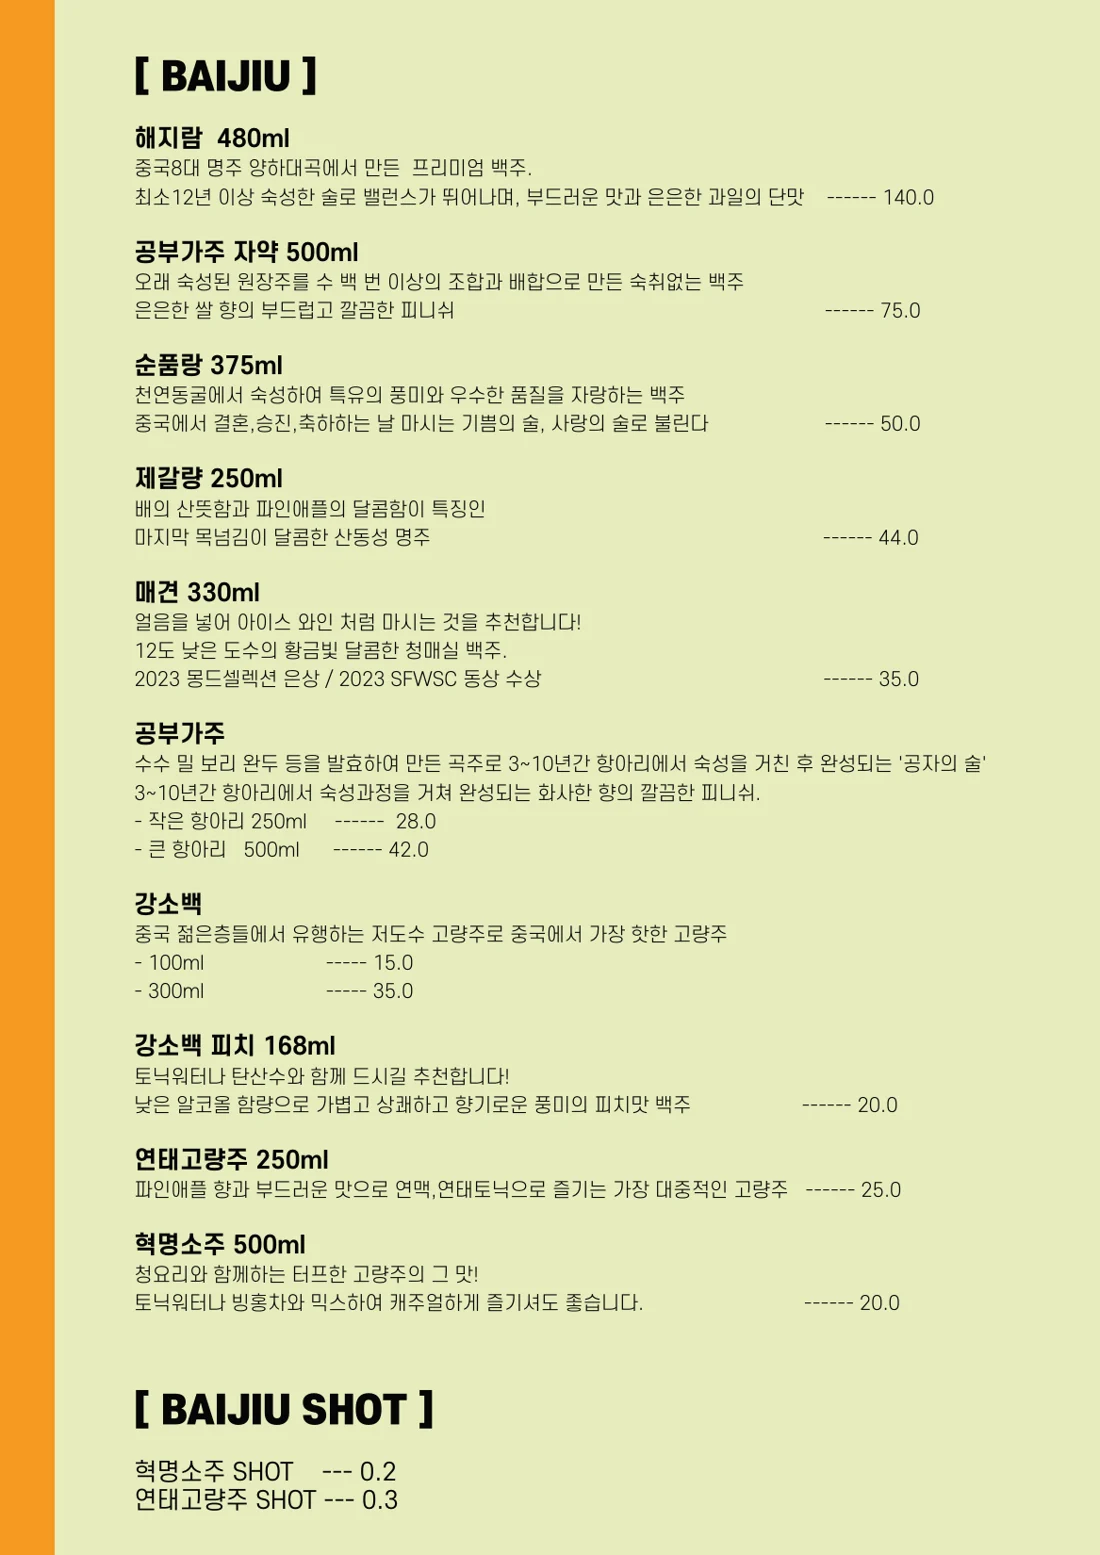 [ BAIJIU ]
해지람 480ml
중국8대 명주 양하대곡에서 만든 프리미엄 백주.
최소12년 이상 숙성한 술로 밸런스가 뛰어나며, 부드러운 맛과 은은한 과일의 단맛 ------ 140.0
공부가주 자약 500ml
오래 숙성된 원장주를 수 백 번 이상의 조합과 배합으로 만든 숙취없는 백주
은은한 쌀 향의 부드럽고 깔끔한 피니쉬 ------ 75.0
순품랑 375ml
천연동굴에서 숙성하여 특유의 풍미와 우수한 품질을 자랑하는 백주
중국에서 결혼,승진,축하하는 날 마시는 기쁨의 술, 사랑의 술로 불린다 ------ 50.0
제갈량 250ml
배의 산뜻함과 파인애플의 달콤함이 특징인
마지막 목넘김이 달콤한 산동성 명주 ------ 44.0
매견 330ml
얼음을 넣어 아이스 와인 처럼 마시는 것을 추천합니다!
12도 낮은 도수의 황금빛 달콤한 청매실 백주.
2023 몽드셀렉션 은상 / 2023 SFWSC 동상 수상 ------ 35.0
공부가주
수수 밀 보리 완두 등을 발효하여 만든 곡주로 3~10년간 항아리에서 숙성을 거친 후 완성되는 '공자의 술'
3~10년간 항아리에서 숙성과정을 거쳐 완성되는 화사한 향의 깔끔한 피니쉬.
- 작은 항아리 250ml ------ 28.0
- 큰 항아리 500ml ------ 42.0
강소백
중국 젊은층들에서 유행하는 저도수 고량주로 중국에서 가장 핫한 고량주
- 100ml ----- 15.0
- 300ml ----- 35.0
강소백 피치 168ml
토닉워터나 탄산수와 함께 드시길 추천합니다!
낮은 알코올 함량으로 가볍고 상쾌하고 향기로운 풍미의 피치맛 백주 ------ 20.0
연태고량주 250ml
파인애플 향과 부드러운 맛으로 연맥,연태토닉으로 즐기는 가장 대중적인 고량주 ------ 25.0
혁명소주 500ml
청요리와 함께하는 터프한 고량주의 그 맛!
토닉워터나 빙홍차와 믹스하여 캐주얼하게 즐기셔도 좋습니다. ------ 20.0
[ BAIJIU SHOT ]
혁명소주 SHOT --- 0.2
연태고량주 SHOT --- 0.3